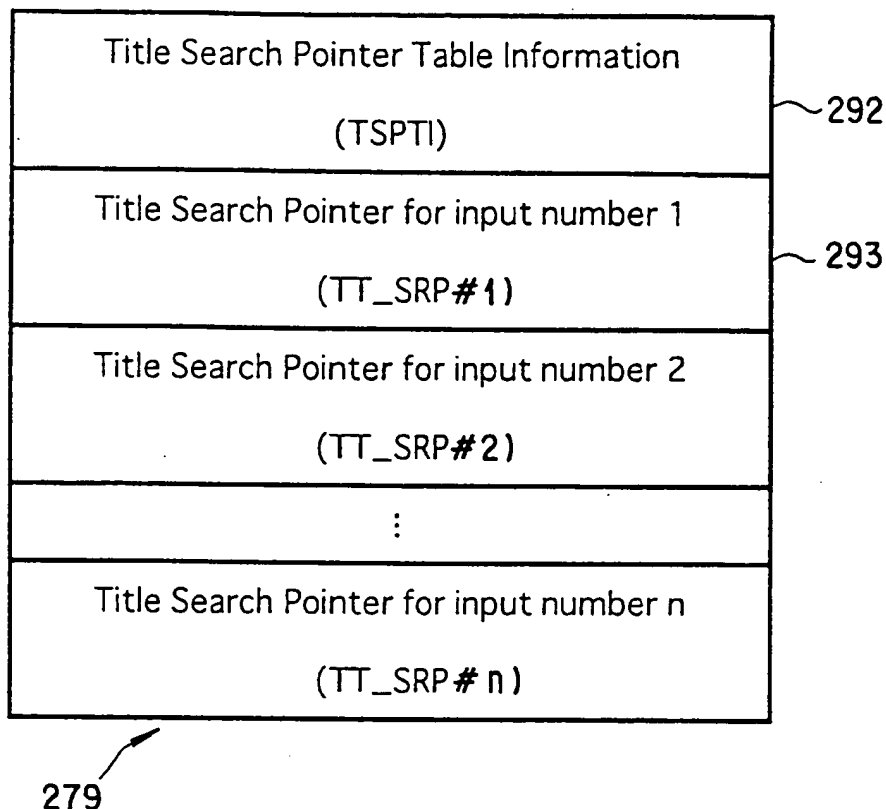 Title Search Pointer Table Information
(TSPTI)
292
Title Search Pointer for input number 1
(TT_SRP#1)
293
Title Search Pointer for input number 2
(TT_SRP#2)
⋮
Title Search Pointer for input number n
(TT_SRP#n)
279